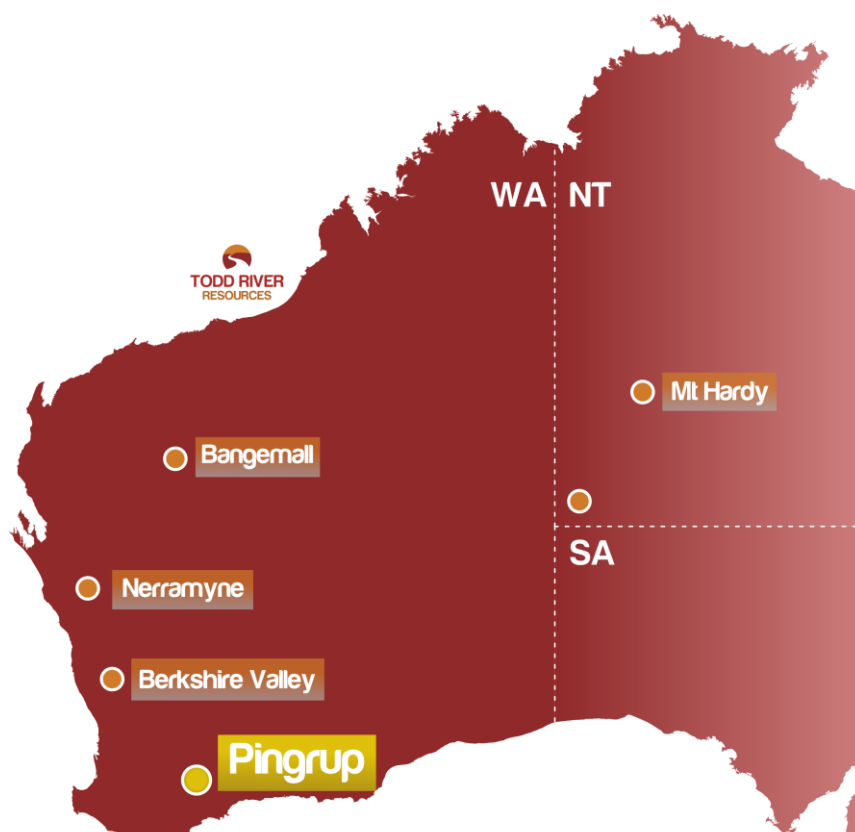 WA NT
TODD RIVER
RESOURCES
Mt Hardy
Bangemall
SA
Nerramyne
Berkshire Valley
Pingrup